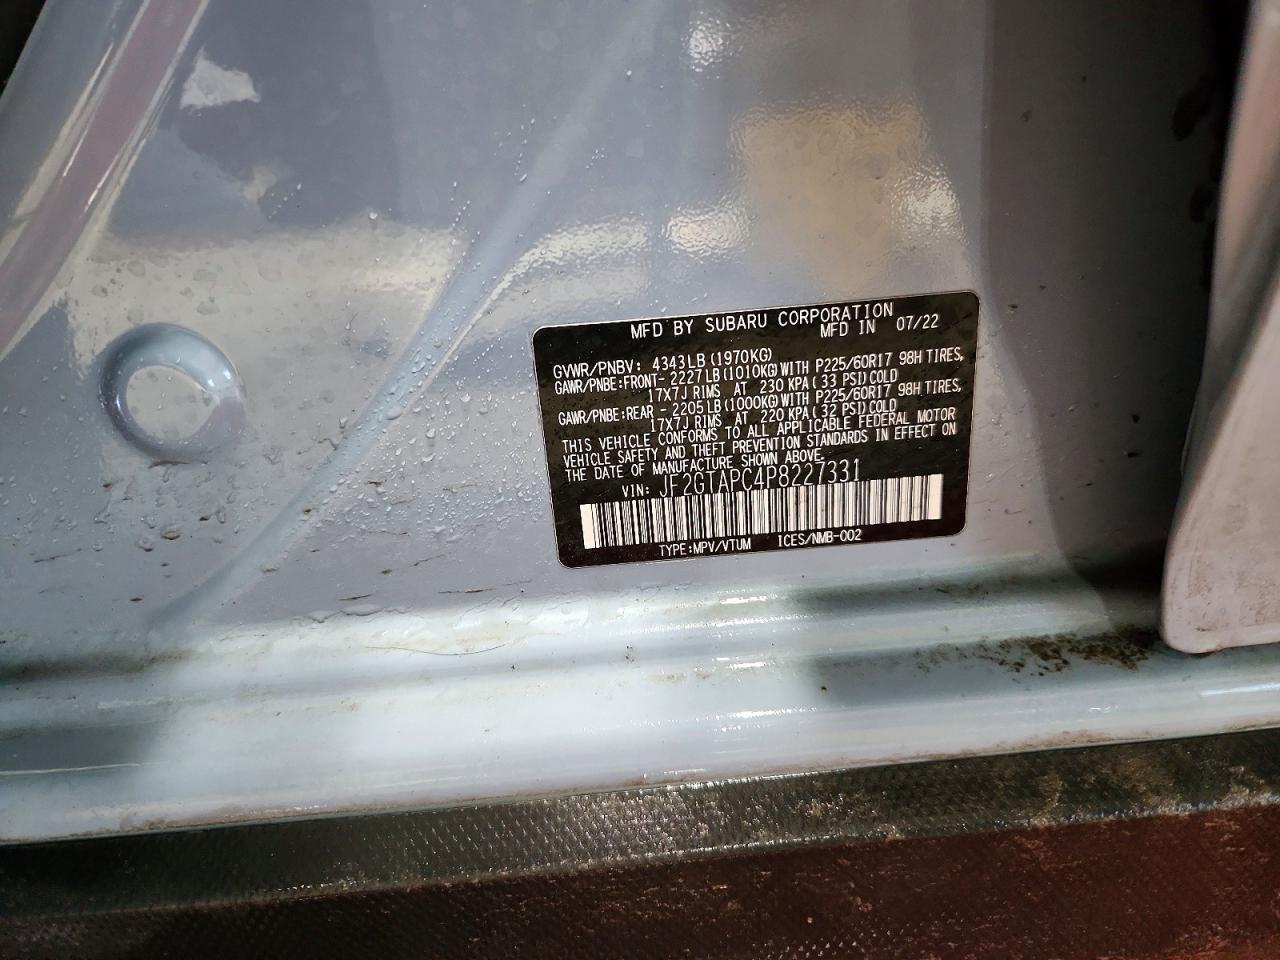 MFD BY SUBARU CORPORATION
MFD IN 07/22
GVWR/PNBV: 4343LB(1970KG)
GAWR/PNBE:FRONT- 2227LB(1010KG)WITH P225/60R17 98H TIRES,
17X7J RIMS AT 230 KPA(33 PSI)COLD
GAWR/PNBE:REAR - 2205LB(1000KG)WITH P225/60R17 98H TIRES,
17X7J RIMS AT 220 KPA(32 PSI)COLD
THIS VEHICLE CONFORMS TO ALL APPLICABLE FEDERAL MOTOR
VEHICLE SAFETY AND THEFT PREVENTION STANDARDS IN EFFECT ON
THE DATE OF MANUFACTURE SHOWN ABOVE.
VIN: JF2GTAPC4P8227331
TYPE:MPV/VTUM ICES/NMB-002